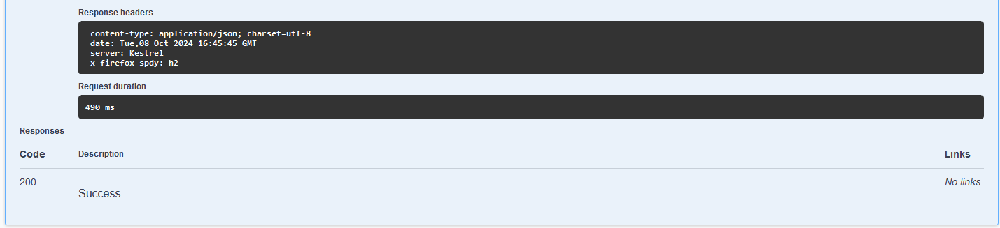 Response headers
content-type: application/json; charset=utf-8
date: Tue,08 Oct 2024 16:45:45 GMT
server: Kestrel
x-firefox-spdy: h2
Request duration
490 ms
Responses
Code Description Links
200 Success No links